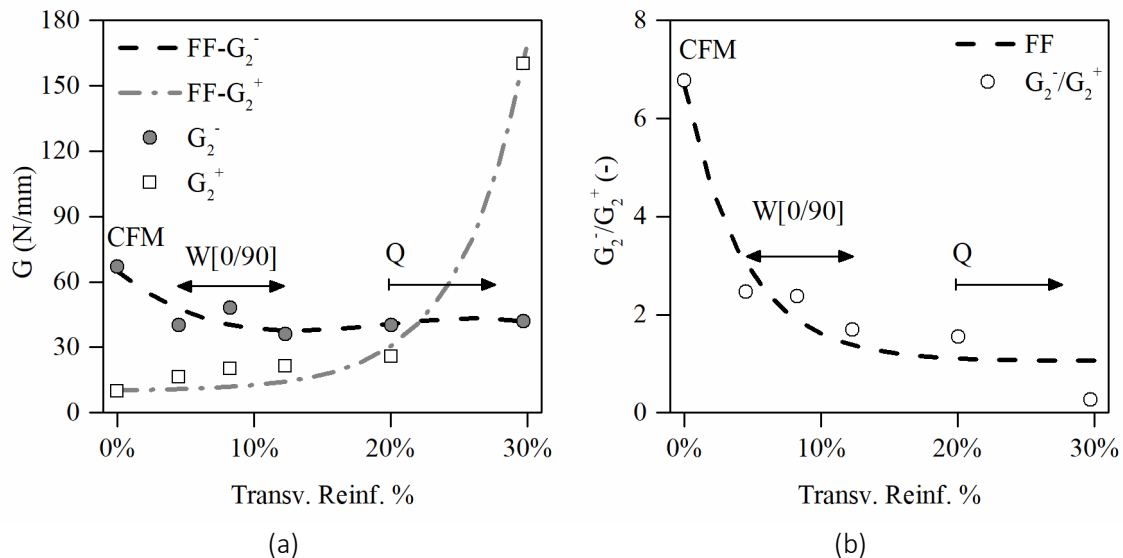 180
150
120
90
60
30
0
G (N/mm)
FF-G₂⁻
FF-G₂⁺
G₂⁻
G₂⁺
CFM
W[0/90]
Q
0%
10%
20%
30%
Transv. Reinf. %
(a)
8
6
4
2
0
G₂⁻/G₂⁺ (-)
CFM
FF
G₂⁻/G₂⁺
W[0/90]
Q
0%
10%
20%
30%
Transv. Reinf. %
(b)